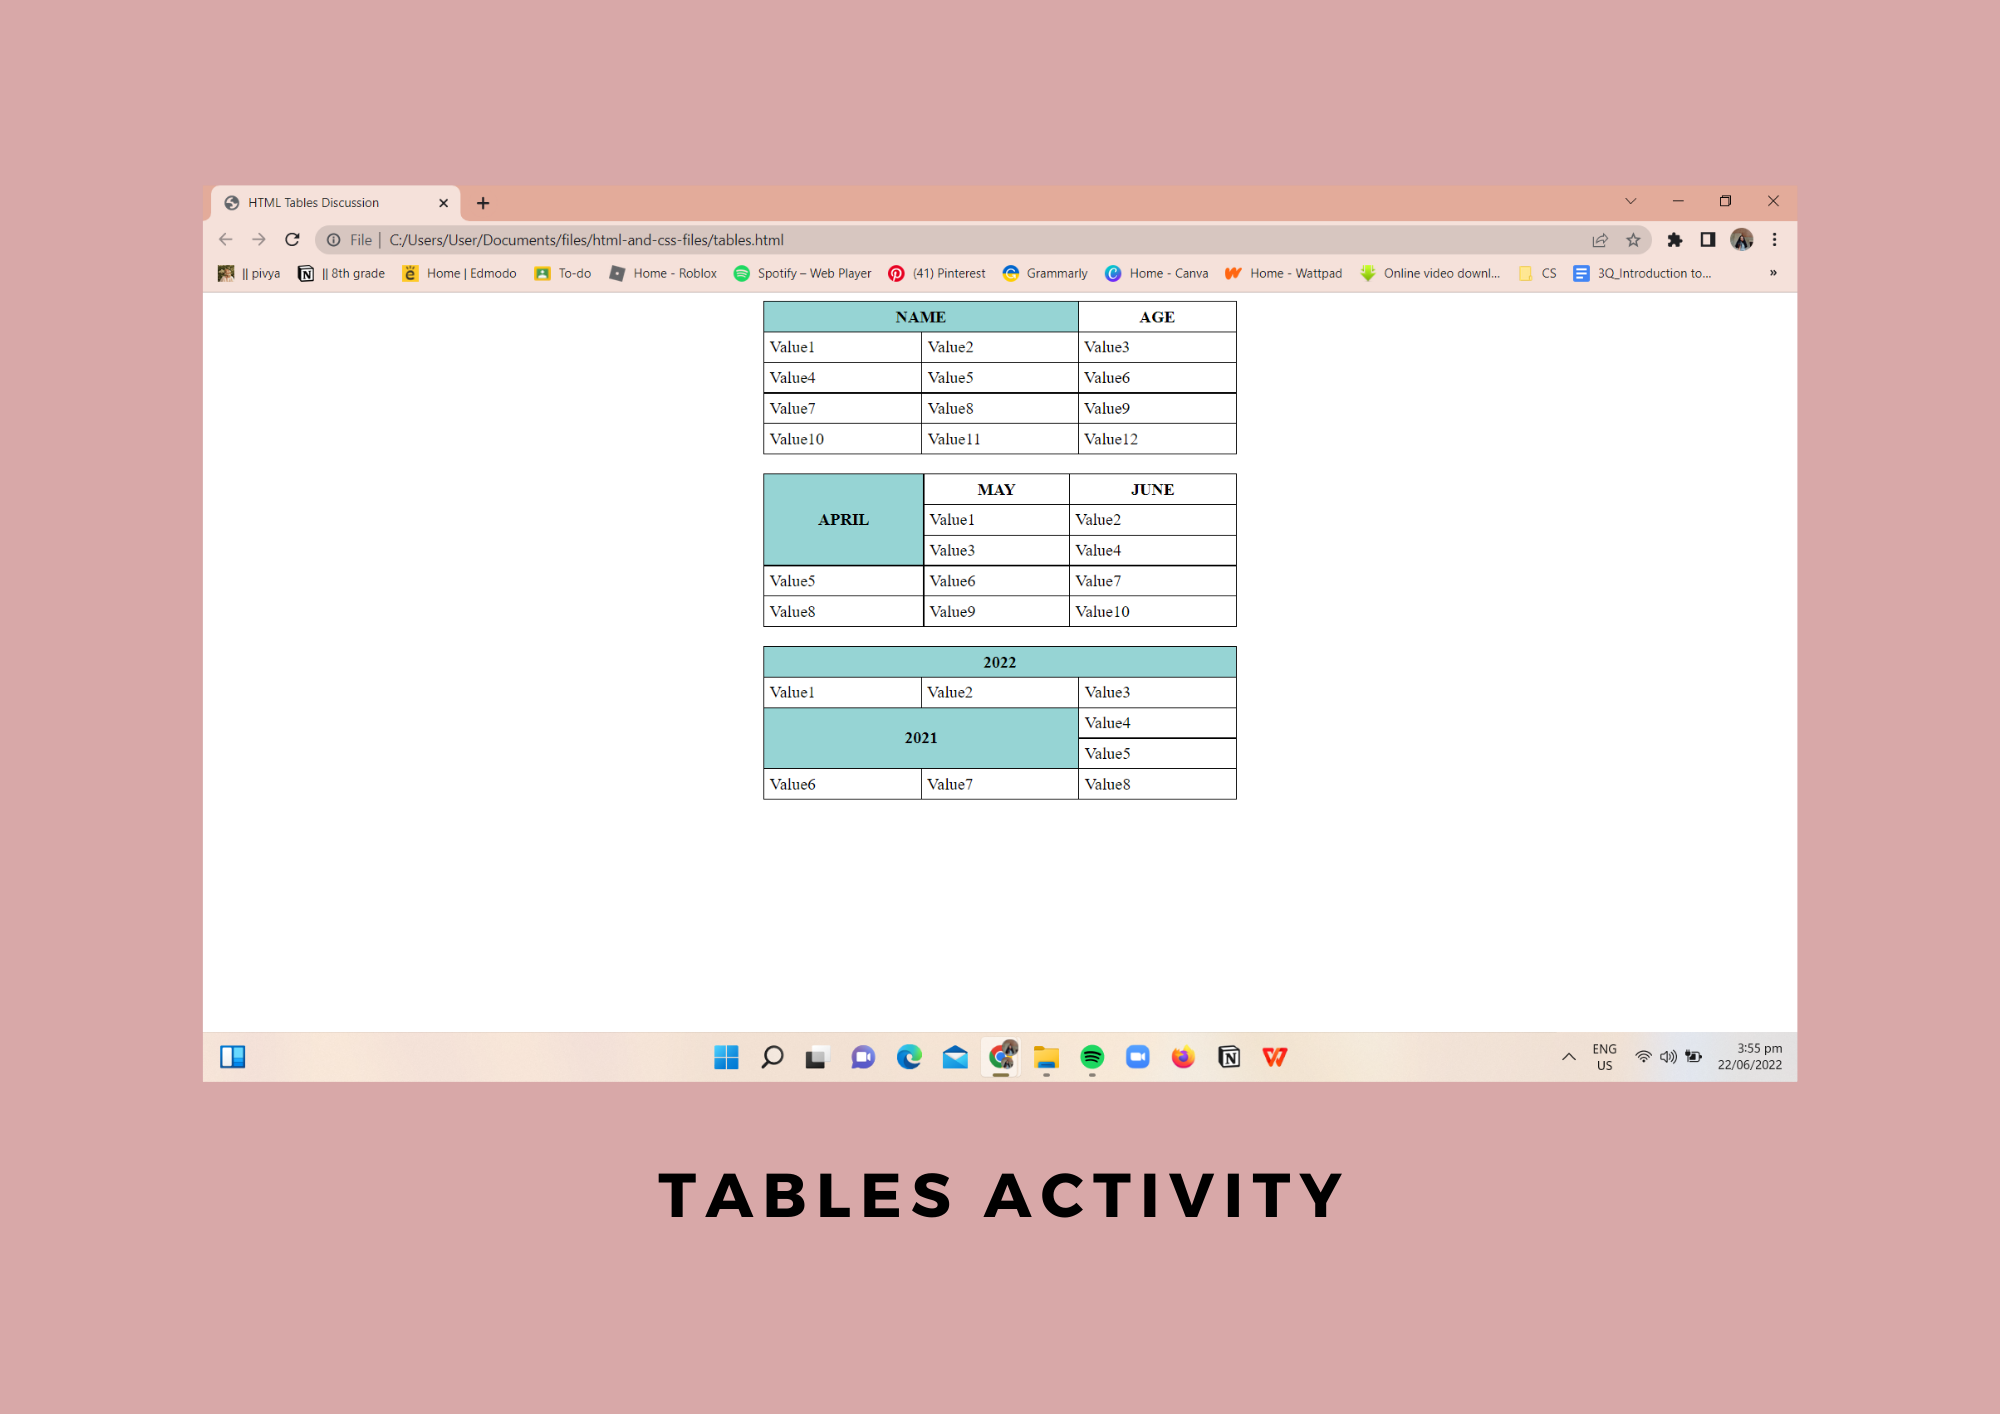 HTML Tables Discussion
File | C:/Users/User/Documents/files/html-and-css-files/tables.html
|| pivya || 8th grade Home | Edmodo To-do Home - Roblox Spotify – Web Player (41) Pinterest Grammarly Home - Canva Home - Wattpad Online video downl... CS 3Q_Introduction to... »
NAME AGE
Value1 Value2 Value3
Value4 Value5 Value6
Value7 Value8 Value9
Value10 Value11 Value12
MAY JUNE
APRIL Value1 Value2
Value3 Value4
Value5 Value6 Value7
Value8 Value9 Value10
2022
Value1 Value2 Value3
Value4
2021
Value5
Value6 Value7 Value8
ENG
US
3:55 pm
22/06/2022
TABLES ACTIVITY